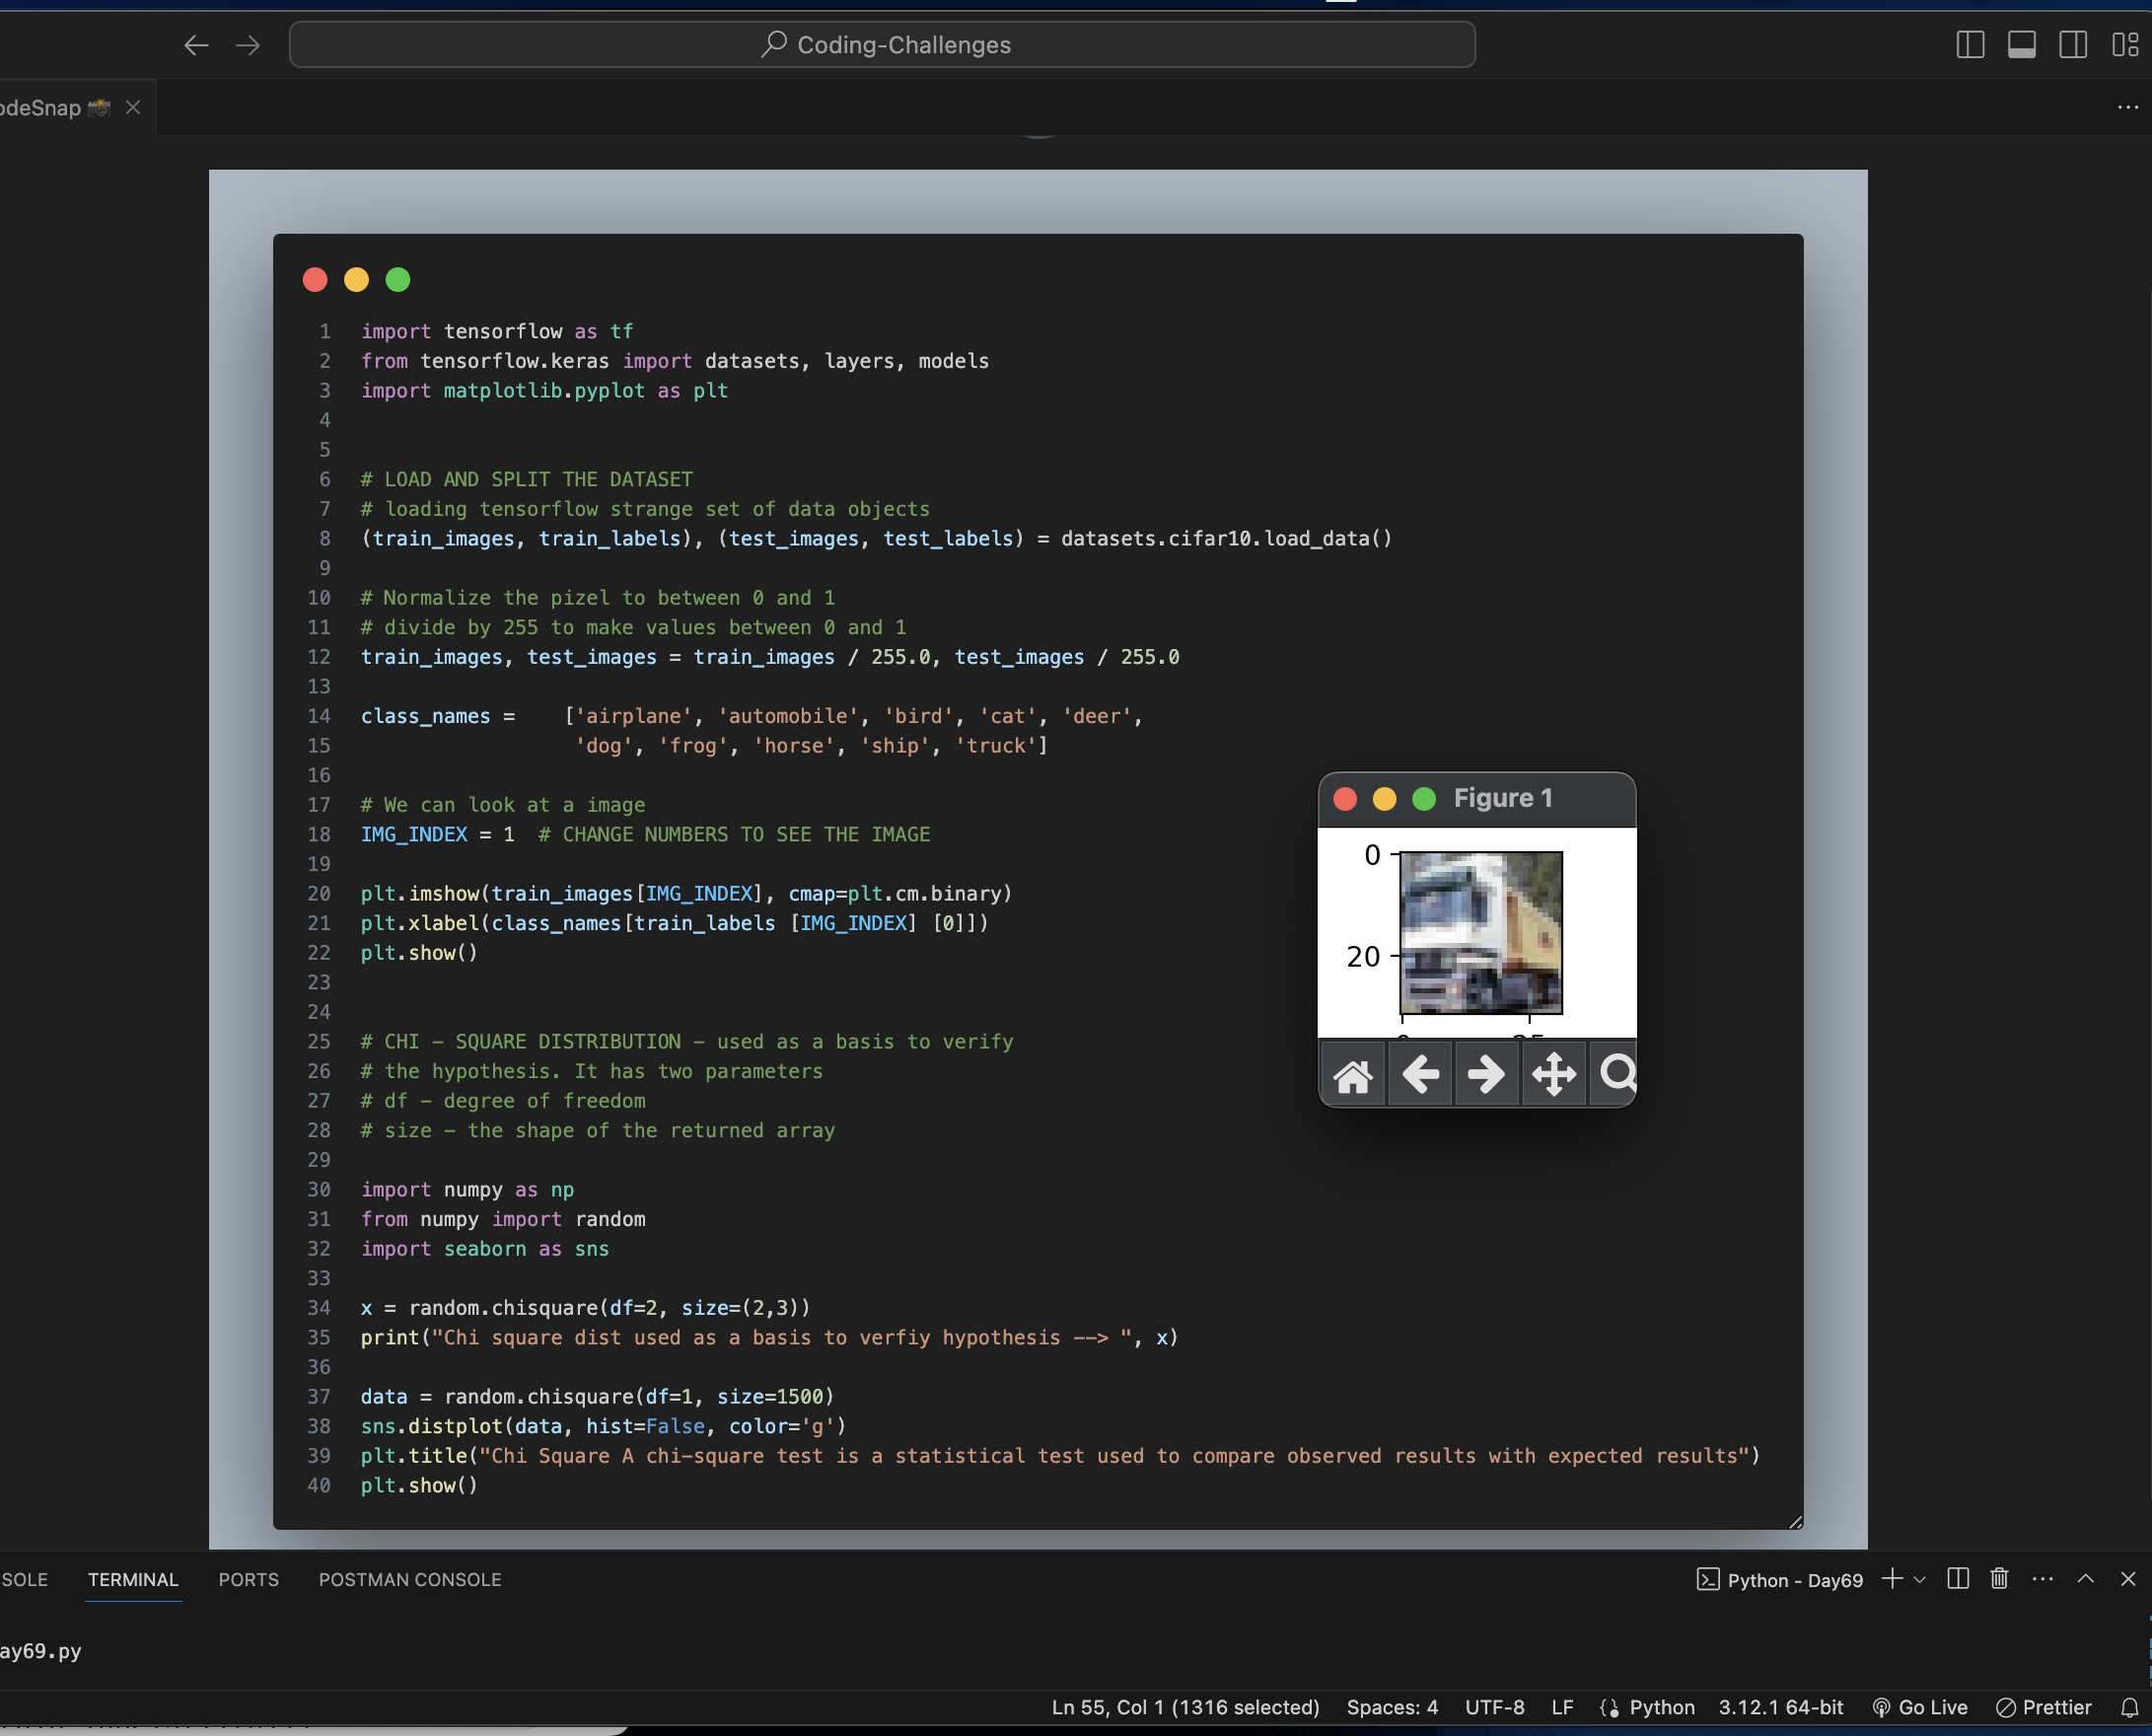 Coding-Challenges
odeSnap
1 import tensorflow as tf
2 from tensorflow.keras import datasets, layers, models
3 import matplotlib.pyplot as plt
4
5
6 # LOAD AND SPLIT THE DATASET
7 # loading tensorflow strange set of data objects
8 (train_images, train_labels), (test_images, test_labels) = datasets.cifar10.load_data()
9
10 # Normalize the pizel to between 0 and 1
11 # divide by 255 to make values between 0 and 1
12 train_images, test_images = train_images / 255.0, test_images / 255.0
13
14 class_names =    ['airplane', 'automobile', 'bird', 'cat', 'deer',
15                   'dog', 'frog', 'horse', 'ship', 'truck']
16
17 # We can look at a image
18 IMG_INDEX = 1  # CHANGE NUMBERS TO SEE THE IMAGE
19
20 plt.imshow(train_images[IMG_INDEX], cmap=plt.cm.binary)
21 plt.xlabel(class_names[train_labels [IMG_INDEX] [0]])
22 plt.show()
23
24
25 # CHI - SQUARE DISTRIBUTION - used as a basis to verify
26 # the hypothesis. It has two parameters
27 # df - degree of freedom
28 # size - the shape of the returned array
29
30 import numpy as np
31 from numpy import random
32 import seaborn as sns
33
34 x = random.chisquare(df=2, size=(2,3))
35 print("Chi square dist used as a basis to verfiy hypothesis --> ", x)
36
37 data = random.chisquare(df=1, size=1500)
38 sns.distplot(data, hist=False, color='g')
39 plt.title("Chi Square A chi-square test is a statistical test used to compare observed results with expected results")
40 plt.show()
Figure 1
0
20
SOLE TERMINAL PORTS POSTMAN CONSOLE
Python - Day69
ay69.py
Ln 55, Col 1 (1316 selected) Spaces: 4 UTF-8 LF Python 3.12.1 64-bit Go Live Prettier